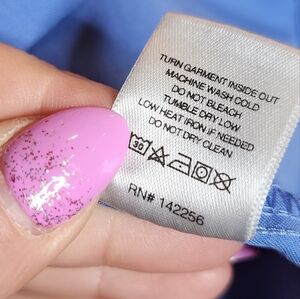 TURN GARMENT INSIDE OUT
MACHINE WASH COLD
DO NOT BLEACH
TUMBLE DRY LOW
LOW HEAT IRON IF NEEDED
DO NOT DRY CLEAN
30
RN# 142256